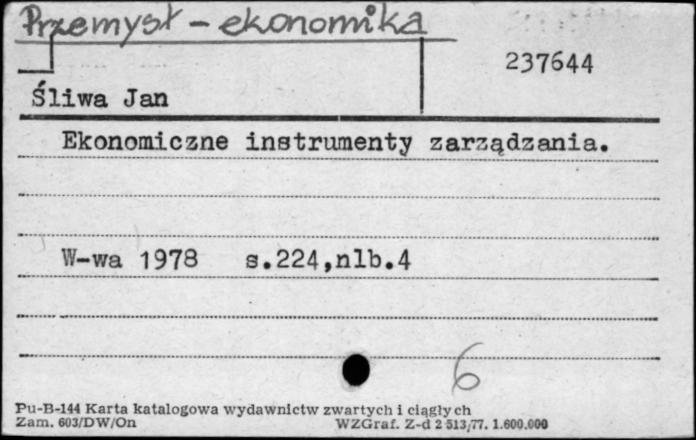 Przemysł - ekonomika
237644
Śliwa Jan
Ekonomiczne instrumenty zarządzania.
W-wa 1978 s.224,nlb.4
6
Pu-B-144 Karta katalogowa wydawnictw zwartych i ciągłych
Zam. 603/DW/On WZGraf. Z-d 2 513/77. 1.600.000